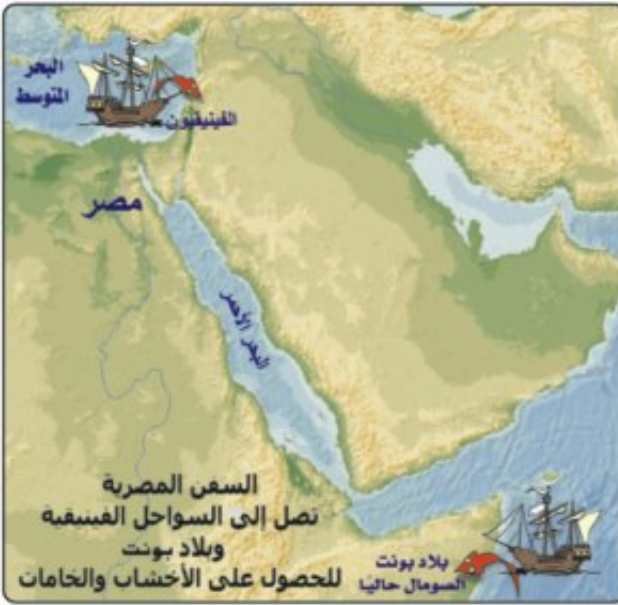 البحر
المتوسط
الفينيقيون
مصر
البحر الأحمر
السفن المصرية
تصل إلى السواحل الفينيقية
وبلاد بونت
للحصول على الأخشاب والخامات
بلاد بونت
الصومال حاليا